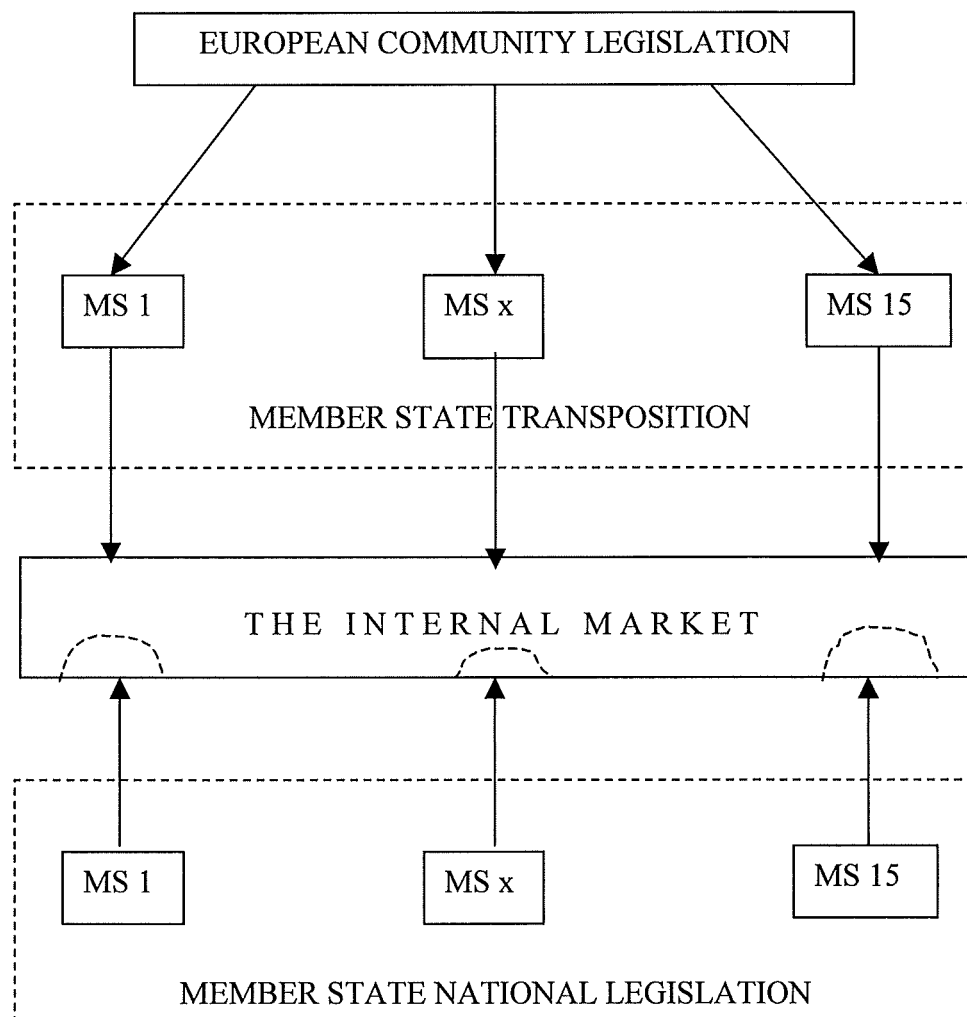 EUROPEAN COMMUNITY LEGISLATION
MS 1
MS x
MS 15
MEMBER STATE TRANSPOSITION
THE INTERNAL MARKET
MS 1
MS x
MS 15
MEMBER STATE NATIONAL LEGISLATION